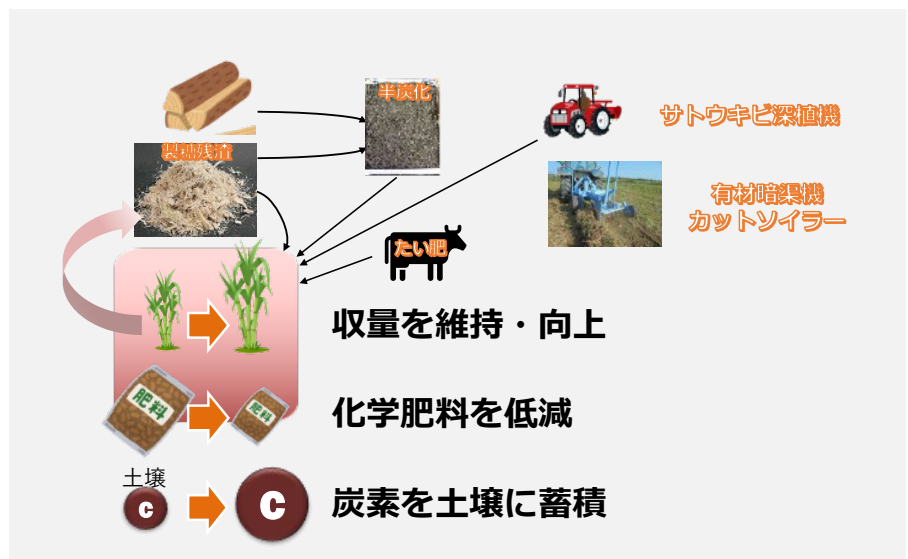 半炭化
サトウキビ深植機
製糖残渣
有材暗渠機
カットソイラー
たい肥
収量を維持・向上
肥料
肥料
化学肥料を低減
土壌
C
C
炭素を土壌に蓄積